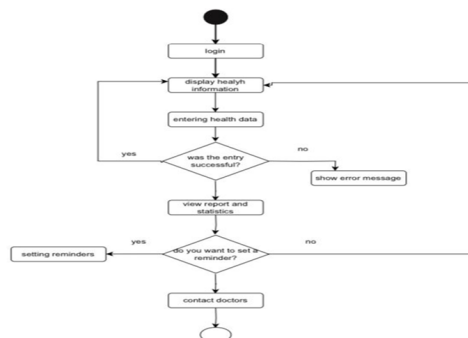 login
display healyh
information
entering health data
yes
no
was the entry
successful?
show error message
view report and
statistics
yes
no
do you want to set a
reminder?
setting reminders
contact doctors